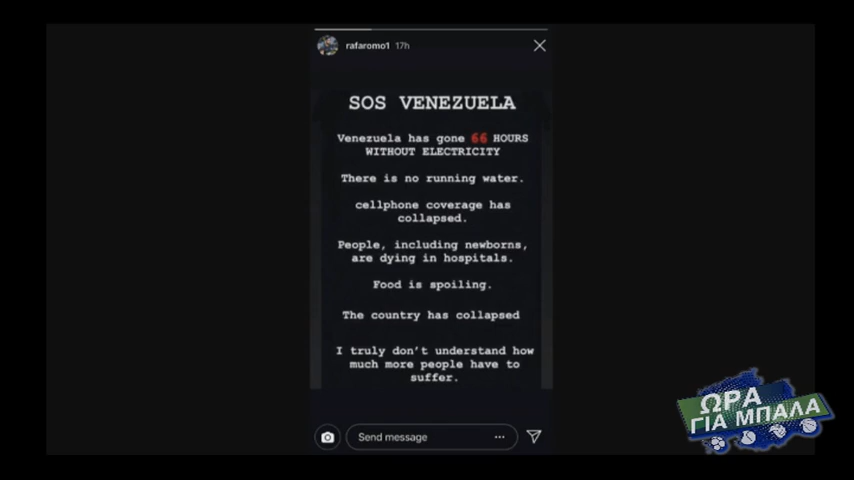 rafaromo1 17h
SOS VENEZUELA
Venezuela has gone 66 HOURS
WITHOUT ELECTRICITY
There is no running water.
cellphone coverage has
collapsed.
People, including newborns,
are dying in hospitals.
Food is spoiling.
The country has collapsed
I truly don't understand how
much more people have to
suffer.
Send message
ΩΡΑ
ΓΙΑ ΜΠΑΛΑ